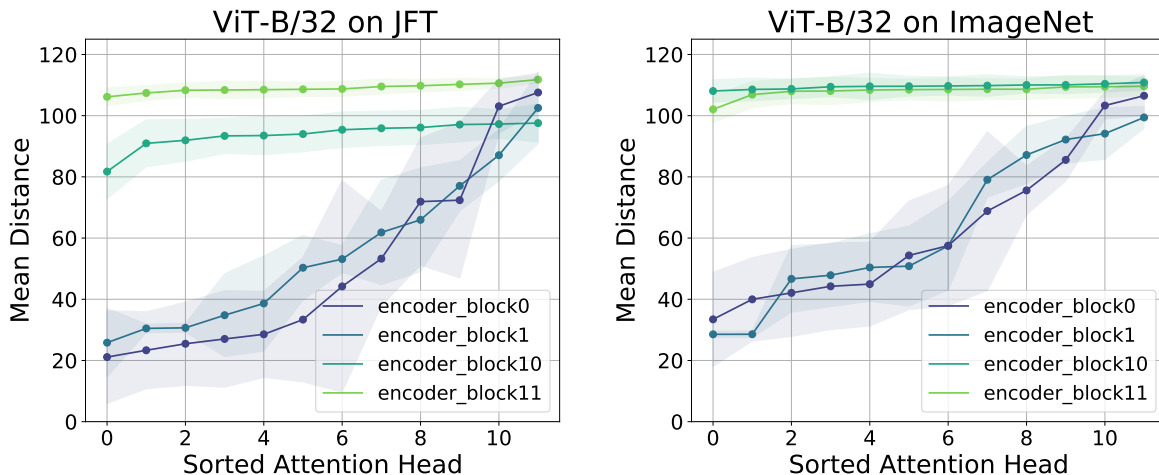 ViT-B/32 on JFT
Mean Distance
120
100
80
60
40
20
0
0 2 4 6 8 10
Sorted Attention Head
encoder_block0
encoder_block1
encoder_block10
encoder_block11
ViT-B/32 on ImageNet
Mean Distance
120
100
80
60
40
20
0
0 2 4 6 8 10
Sorted Attention Head
encoder_block0
encoder_block1
encoder_block10
encoder_block11